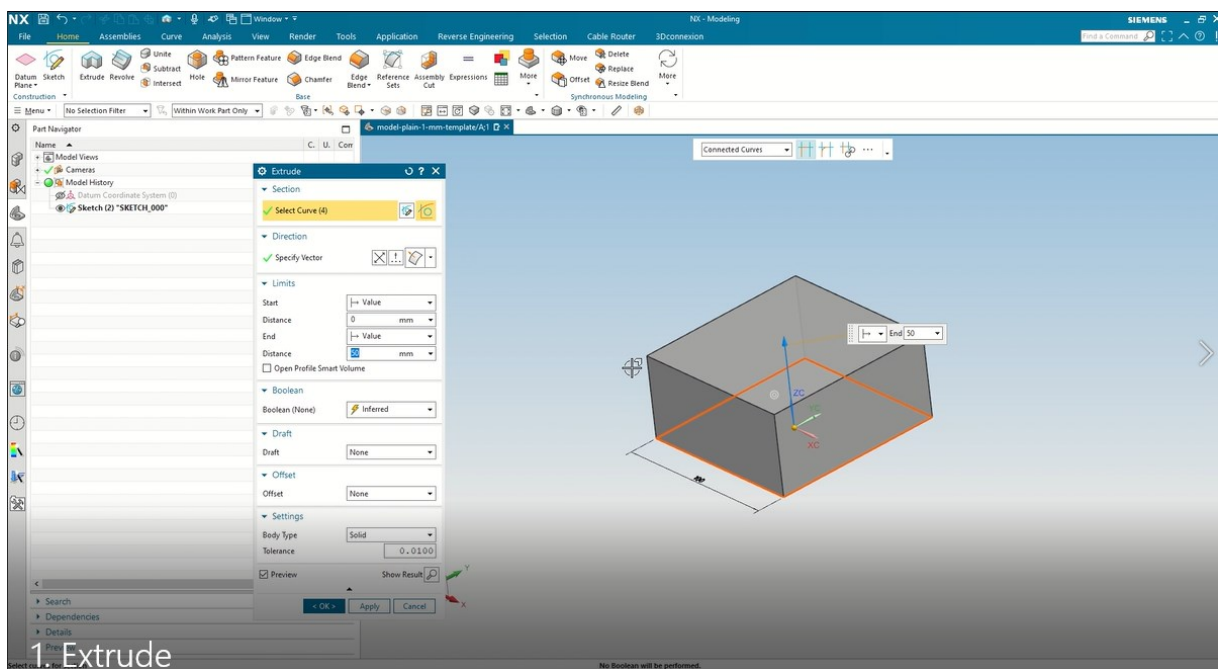 NX Window NX - Modeling SIEMENS
File Home Assemblies Curve Analysis View Render Tools Application Reverse Engineering Selection Cable Router 3Dconnexion Find a Command
Unite Pattern Feature Edge Blend Move Delete
Subtract Replace
Datum Plane Sketch Extrude Revolve Hole Mirror Feature Chamfer Edge Blend Reference Sets Assembly Cut Expressions More Offset Resize Blend More
Intersect
Construction Base Synchronous Modeling
Menu No Selection Filter Within Work Part Only
Part Navigator model-plain-1-mm-template/A;1
Name C. U. Com
Connected Curves
Model Views
Cameras
Model History
Datum Coordinate System (0)
Sketch (2) "SKETCH_000"
Extrude
Section
Select Curve (4)
Direction
Specify Vector
Limits
Start Value
Distance 0 mm
End Value
Distance 50 mm
Open Profile Smart Volume
Boolean
Boolean (None) Inferred
Draft
Draft None
Offset
Offset None
Settings
Body Type Solid
Tolerance 0.0100
Preview Show Result
< OK > Apply Cancel
End 50
ZC
YC
XC
Y
X
Search
Dependencies
Details
1. Extrude
No Boolean will be performed.